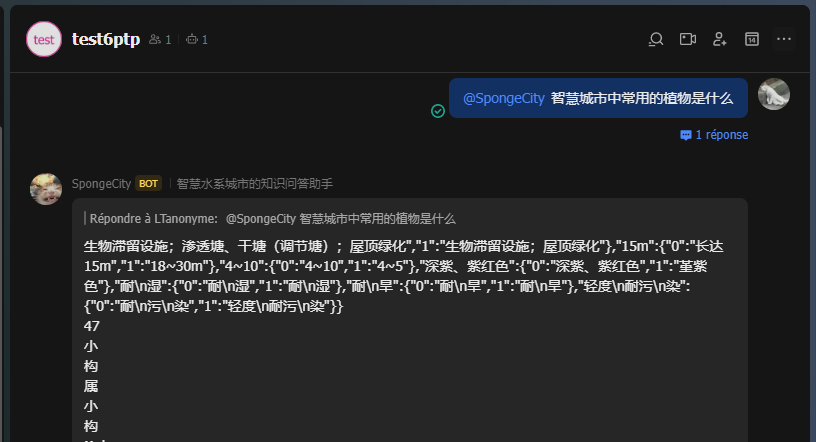 test
test6ptp 1 1
14
@SpongeCity 智慧城市中常用的植物是什么
1 réponse
SpongeCity BOT 智慧水系城市的知识问答助手
Répondre à LTanonyme: @SpongeCity 智慧城市中常用的植物是什么
生物滞留设施；渗透塘、干塘（调节塘）；屋顶绿化","1":"生物滞留设施；屋顶绿化"},"15m":{"0":"长达
15m","1":"18~30m"},"4~10":{"0":"4~10","1":"4~5"},"深紫、紫红色":{"0":"深紫、紫红色","1":"堇紫
色"},"耐\n湿":{"0":"耐\n湿","1":"耐\n湿"},"耐\n旱":{"0":"耐\n旱","1":"耐\n旱"},"轻度\n耐污\n染":
{"0":"耐\n污\n染","1":"轻度\n耐污\n染"}}
47
小
构
属
小
构